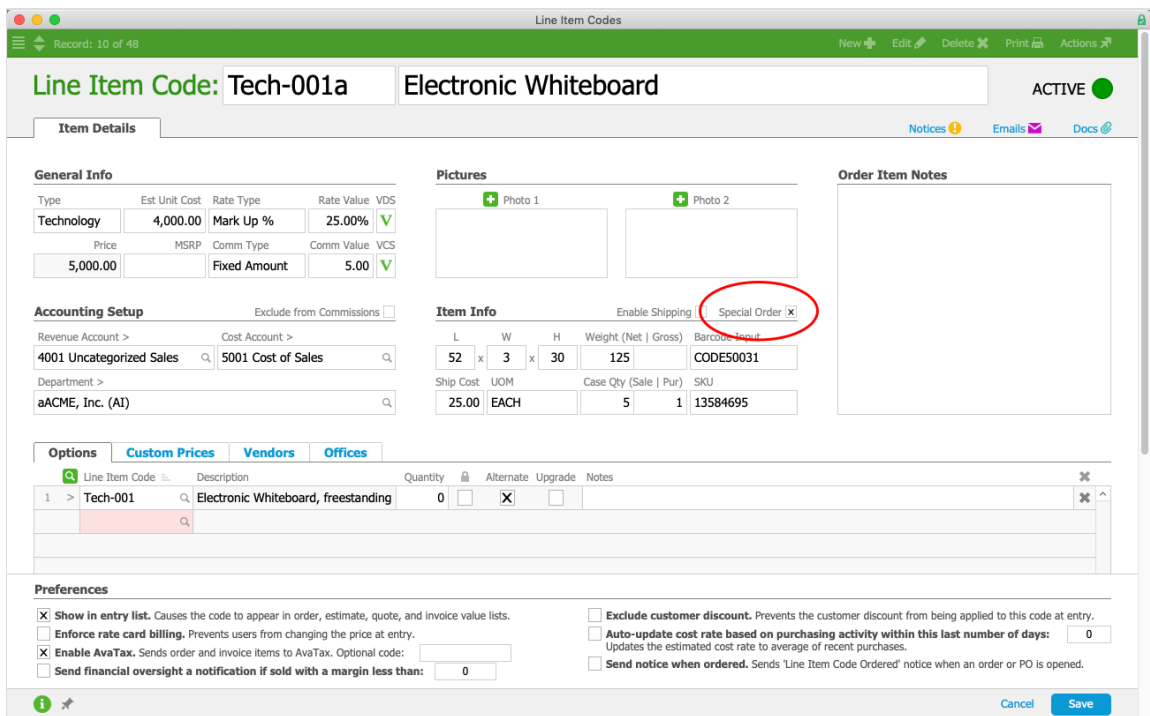 Line Item Codes
Record: 10 of 48 New Edit Delete Print Actions
Line Item Code: Tech-001a Electronic Whiteboard ACTIVE
Item Details Notices Emails Docs
General Info Pictures Order Item Notes
Type Est Unit Cost Rate Type Rate Value VDS Photo 1 Photo 2
Technology 4,000.00 Mark Up % 25.00% V
Price MSRP Comm Type Comm Value VCS
5,000.00 Fixed Amount 5.00 V
Accounting Setup Exclude from Commissions Item Info Enable Shipping Special Order
Revenue Account > Cost Account > L W H Weight (Net | Gross) Barcode Input
4001 Uncategorized Sales 5001 Cost of Sales 52 x 3 x 30 125 CODE50031
Department > Ship Cost UOM Case Qty (Sale | Pur) SKU
aACME, Inc. (AI) 25.00 EACH 5 1 13584695
Options Custom Prices Vendors Offices
Line Item Code Description Quantity Alternate Upgrade Notes
1 > Tech-001 Electronic Whiteboard, freestanding 0
Preferences
Show in entry list. Causes the code to appear in order, estimate, quote, and invoice value lists. Exclude customer discount. Prevents the customer discount from being applied to this code at entry.
Enforce rate card billing. Prevents users from changing the price at entry. Auto-update cost rate based on purchasing activity within this last number of days: 0
Updates the estimated cost rate to average of recent purchases.
Enable AvaTax. Sends order and invoice items to AvaTax. Optional code:
Send financial oversight a notification if sold with a margin less than: 0 Send notice when ordered. Sends 'Line Item Code Ordered' notice when an order or PO is opened.
Cancel Save